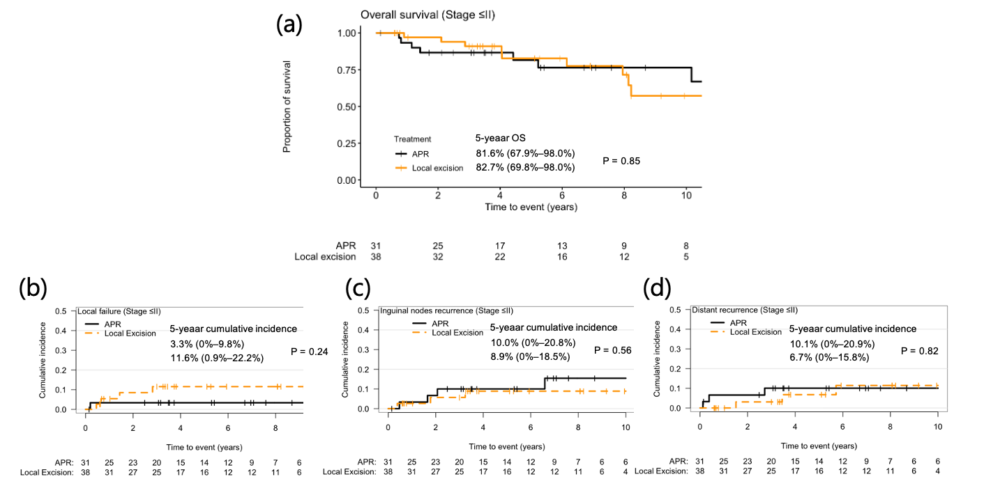 (a)
Overall survival (Stage ≤II)
Proportion of survival
1.00
0.75
0.50
0.25
0.00
Treatment 5-yeaar OS
APR 81.6% (67.9%–98.0%)
Local excision 82.7% (69.8%–98.0%)
P = 0.85
0 2 4 6 8 10
Time to event (years)
APR 31 25 17 13 9 8
Local excision 38 32 22 16 12 5
(b)
Local failure (Stage ≤II)
Cumulative incidence
0.5
0.4
0.3
0.2
0.1
0.0
APR
Local Excision
5-yeaar cumulative incidence
3.3% (0%–9.8%)
11.6% (0.9%–22.2%)
P = 0.24
0 2 4 6 8
Time to event (years)
APR: 31 25 23 20 15 14 12 9 7 6
Local Excision: 38 31 27 25 17 16 12 12 11 6
(c)
Inguinal nodes recurrence (Stage ≤II)
Cumulative incidence
0.5
0.4
0.3
0.2
0.1
0.0
APR
Local Excision
5-yeaar cumulative incidence
10.0% (0%–20.8%)
8.9% (0%–18.5%)
P = 0.56
0 2 4 6 8 10
Time to event (years)
APR: 31 25 23 20 15 14 12 9 7 6 6
Local Excision: 38 31 27 25 17 16 12 12 11 6 4
(d)
Distant recurrence (Stage ≤II)
Cumulative incidence
0.5
0.4
0.3
0.2
0.1
0.0
APR
Local Excision
5-yeaar cumulative incidence
10.1% (0%–20.9%)
6.7% (0%–15.8%)
P = 0.82
0 2 4 6 8 10
Time to event (years)
APR: 31 25 23 20 15 14 12 9 7 6 6
Local Excision: 38 31 27 25 17 16 12 12 11 6 4